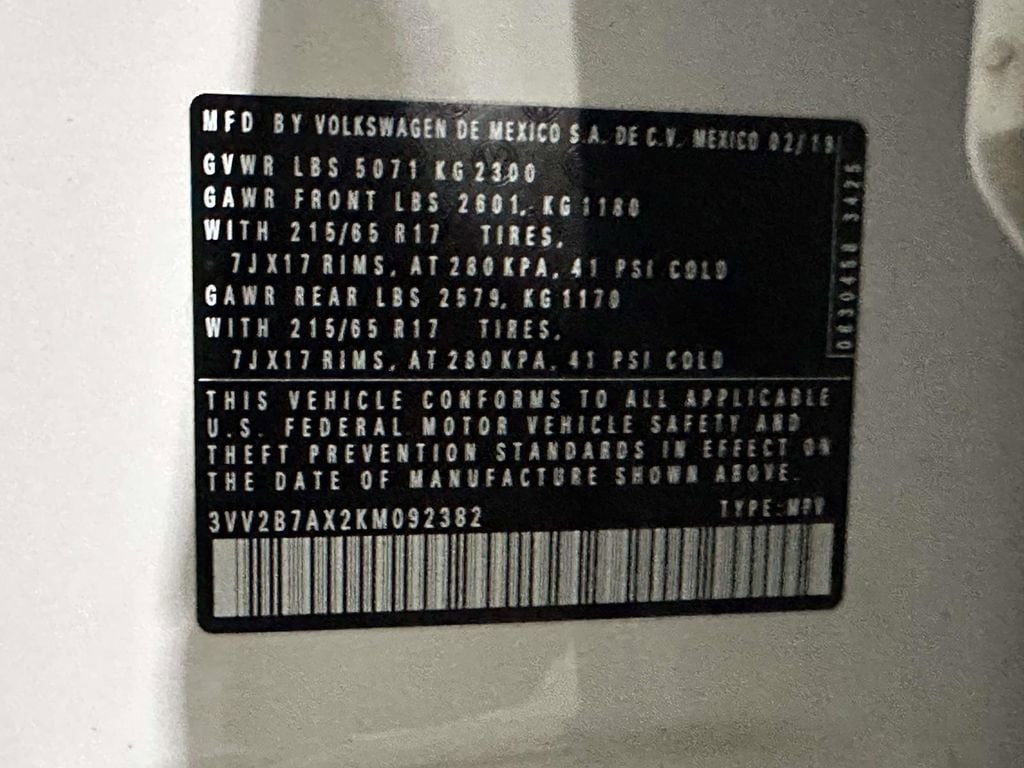 MFD BY VOLKSWAGEN DE MEXICO S.A. DE C.V. MEXICO 02/19
GVWR LBS 5071 KG 2300
GAWR FRONT LBS 2601, KG 1180
WITH 215/65 R17 TIRES,
7JX17 RIMS, AT 280 KPA, 41 PSI COLD
GAWR REAR LBS 2579, KG 1170
WITH 215/65 R17 TIRES,
7JX17 RIMS, AT 280 KPA, 41 PSI COLD
THIS VEHICLE CONFORMS TO ALL APPLICABLE
U.S. FEDERAL MOTOR VEHICLE SAFETY AND
THEFT PREVENTION STANDARDS IN EFFECT ON
THE DATE OF MANUFACTURE SHOWN ABOVE.
3VV2B7AX2KM092382
TYPE: MPV